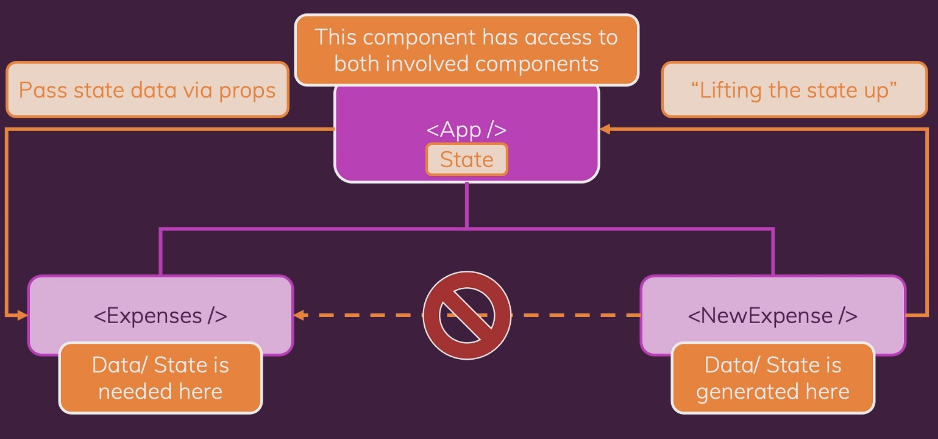 This component has access to
both involved components
Pass state data via props
“Lifting the state up”
<App />
State
<Expenses />
<NewExpense />
Data/ State is
needed here
Data/ State is
generated here